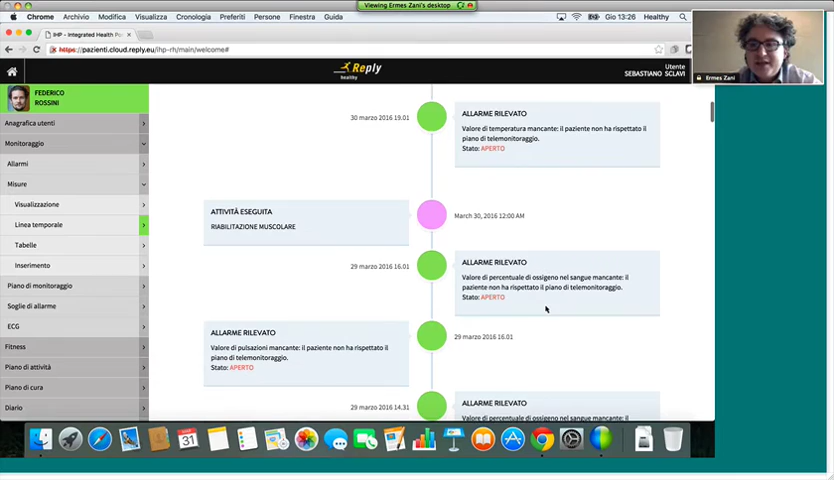 Viewing Ermes Zani's desktop
Chrome Archivio Modifica Visualizza Cronologia Preferiti Persone Finestra Guida
Gio 13:26 Healthy
IHP - Integrated Health Po
https://pazienti.cloud.reply.eu/ihp-rh/main/welcome#
Ermes Zani
Reply
healthy
Utente
SEBASTIANO SCLAVI
FEDERICO
ROSSINI
Anagrafica utenti
Monitoraggio
Allarmi
Misure
Visualizzazione
Linea temporale
Tabelle
Inserimento
Piano di monitoraggio
Soglie di allarme
ECG
Fitness
Piano di attività
Piano di cura
Diario
30 marzo 2016 19.01
ALLARME RILEVATO
Valore di temperatura mancante: il paziente non ha rispettato il
piano di telemonitoraggio.
Stato: APERTO
ATTIVITÀ ESEGUITA
RIABILITAZIONE MUSCOLARE
March 30, 2016 12:00 AM
29 marzo 2016 16.01
ALLARME RILEVATO
Valore di percentuale di ossigeno nel sangue mancante: il
paziente non ha rispettato il piano di telemonitoraggio.
Stato: APERTO
ALLARME RILEVATO
Valore di pulsazioni mancante: il paziente non ha rispettato il
piano di telemonitoraggio.
Stato: APERTO
29 marzo 2016 16.01
29 marzo 2016 14.31
ALLARME RILEVATO
Valore di percentuale di ossigeno nel sangue mancante: il
31